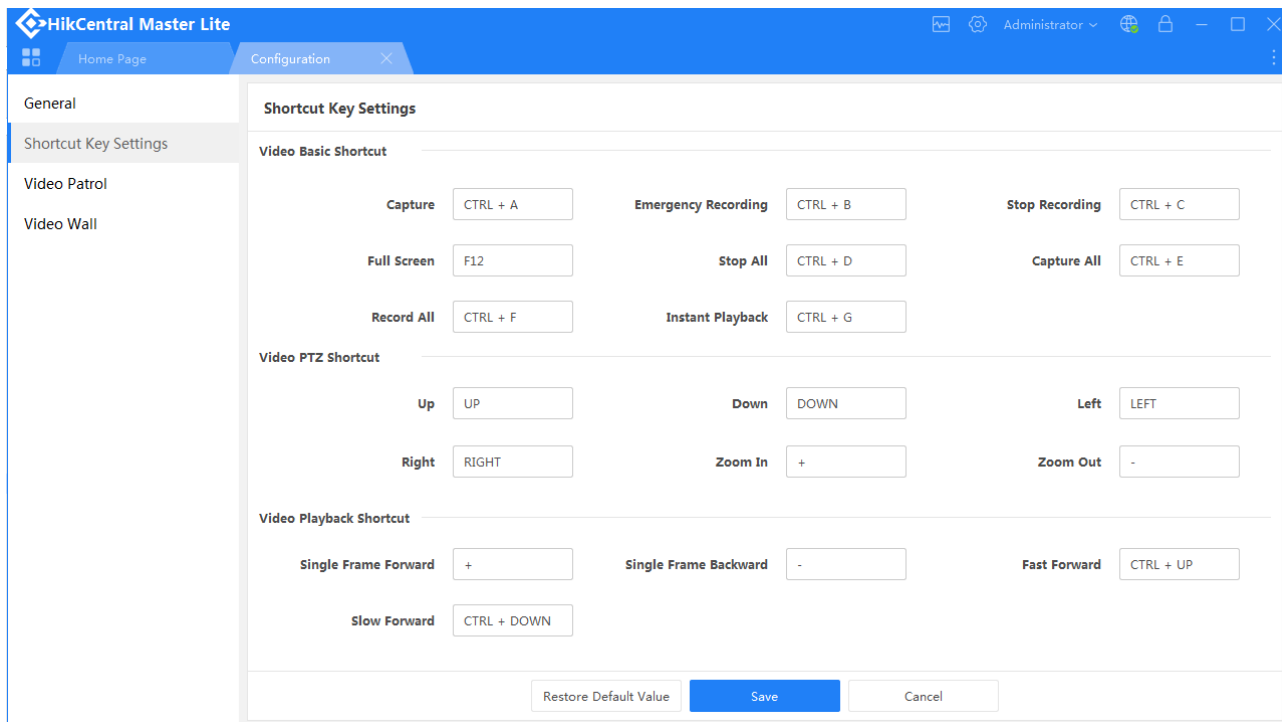 HikCentral Master Lite
Administrator
Home Page
Configuration
General
Shortcut Key Settings
Video Patrol
Video Wall
Shortcut Key Settings
Video Basic Shortcut
Capture CTRL + A Emergency Recording CTRL + B Stop Recording CTRL + C
Full Screen F12 Stop All CTRL + D Capture All CTRL + E
Record All CTRL + F Instant Playback CTRL + G
Video PTZ Shortcut
Up UP Down DOWN Left LEFT
Right RIGHT Zoom In + Zoom Out -
Video Playback Shortcut
Single Frame Forward + Single Frame Backward - Fast Forward CTRL + UP
Slow Forward CTRL + DOWN
Restore Default Value Save Cancel